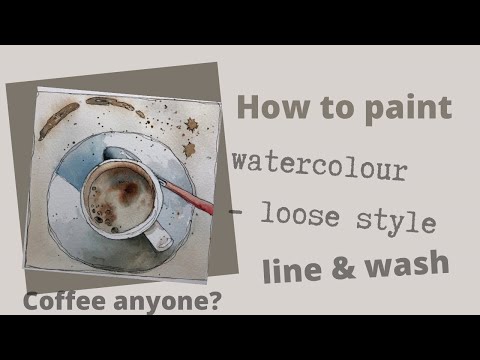 How to paint
watercolour
- loose style
line & wash
Coffee anyone?